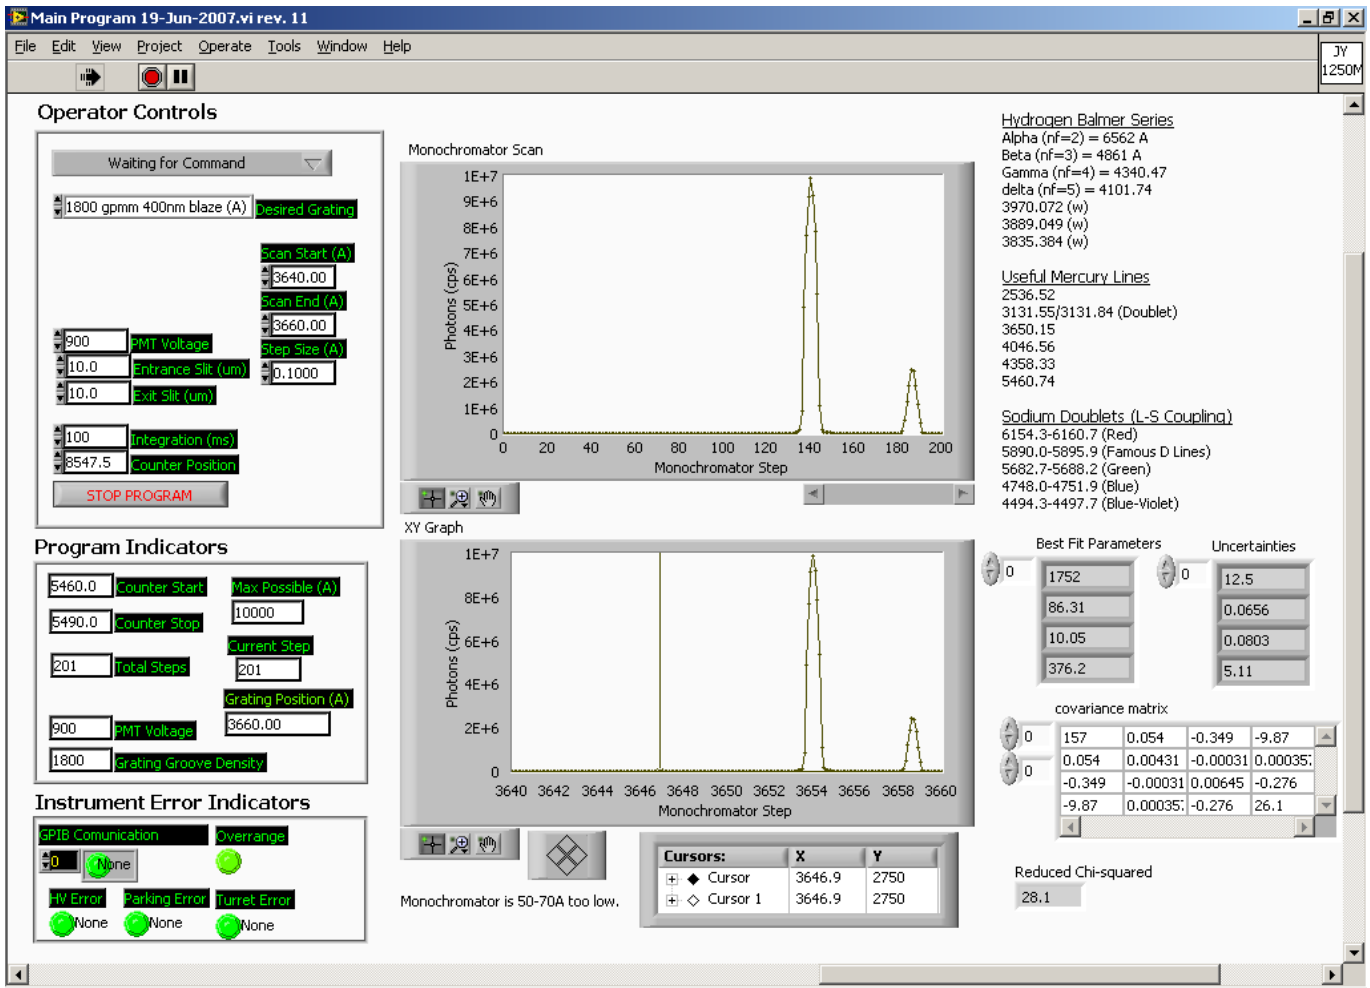 Main Program 19-Jun-2007.vi rev. 11
File Edit View Project Operate Tools Window Help
JY
1250M
Operator Controls
Waiting for Command
1800 gpmm 400nm blaze (A) Desired Grating
Scan Start (A)
3640.00
Scan End (A)
3660.00
Step Size (A)
0.1000
900 PMT Voltage
10.0 Entrance Slit (um)
10.0 Exit Slit (um)
100 Integration (ms)
8547.5 Counter Position
STOP PROGRAM
Program Indicators
5460.0 Counter Start
5490.0 Counter Stop
201 Total Steps
Max Possible (A)
10000
Current Step
201
Grating Position (A)
3660.00
900 PMT Voltage
1800 Grating Groove Density
Instrument Error Indicators
GPIB Comunication
0 None
Overrange
HV Error Parking Error Turret Error
None None None
Monochromator Scan
Photons (cps)
1E+7
9E+6
8E+6
7E+6
6E+6
5E+6
4E+6
3E+6
2E+6
1E+6
0
0 20 40 60 80 100 120 140 160 180 200
Monochromator Step
XY Graph
Photons (cps)
1E+7
8E+6
6E+6
4E+6
2E+6
0
3640 3642 3644 3646 3648 3650 3652 3654 3656 3658 3660
Monochromator Step
Monochromator is 50-70A too low.
Cursors: X Y
Cursor 3646.9 2750
Cursor 1 3646.9 2750
Hydrogen Balmer Series
Alpha (nf=2) = 6562 A
Beta (nf=3) = 4861 A
Gamma (nf=4) = 4340.47
delta (nf=5) = 4101.74
3970.072 (w)
3889.049 (w)
3835.384 (w)
Useful Mercury Lines
2536.52
3131.55/3131.84 (Doublet)
3650.15
4046.56
4358.33
5460.74
Sodium Doublets (L-S Coupling)
6154.3-6160.7 (Red)
5890.0-5895.9 (Famous D Lines)
5682.7-5688.2 (Green)
4748.0-4751.9 (Blue)
4494.3-4497.7 (Blue-Violet)
Best Fit Parameters
0 1752
86.31
10.05
376.2
Uncertainties
0 12.5
0.0656
0.0803
5.11
covariance matrix
0
0
157 0.054 -0.349 -9.87
0.054 0.00431 -0.00031 0.000357
-0.349 -0.00031 0.00645 -0.276
-9.87 0.000357 -0.276 26.1
Reduced Chi-squared
28.1